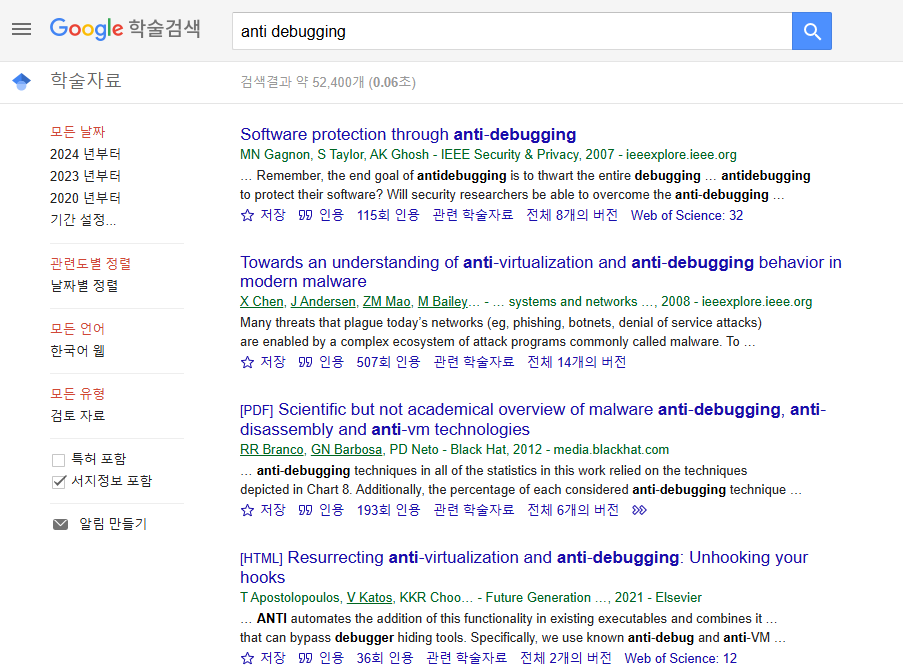 Google 학술검색
anti debugging
학술자료
검색결과 약 52,400개 (0.06초)
모든 날짜
2024 년부터
2023 년부터
2020 년부터
기간 설정...
관련도별 정렬
날짜별 정렬
모든 언어
한국어 웹
모든 유형
검토 자료
특허 포함
서지정보 포함
알림 만들기
Software protection through anti-debugging
MN Gagnon, S Taylor, AK Ghosh - IEEE Security & Privacy, 2007 - ieeexplore.ieee.org
… Remember, the end goal of antidebugging is to thwart the entire debugging … antidebugging
to protect their software? Will security researchers be able to overcome the anti-debugging …
저장 인용 115회 인용 관련 학술자료 전체 8개의 버전 Web of Science: 32
Towards an understanding of anti-virtualization and anti-debugging behavior in
modern malware
X Chen, J Andersen, ZM Mao, M Bailey… - … systems and networks …, 2008 - ieeexplore.ieee.org
Many threats that plague today's networks (eg, phishing, botnets, denial of service attacks)
are enabled by a complex ecosystem of attack programs commonly called malware. To …
저장 인용 507회 인용 관련 학술자료 전체 14개의 버전
[PDF] Scientific but not academical overview of malware anti-debugging, anti-
disassembly and anti-vm technologies
RR Branco, GN Barbosa, PD Neto - Black Hat, 2012 - media.blackhat.com
… anti-debugging techniques in all of the statistics in this work relied on the techniques
depicted in Chart 8. Additionally, the percentage of each considered anti-debugging technique …
저장 인용 193회 인용 관련 학술자료 전체 6개의 버전
[HTML] Resurrecting anti-virtualization and anti-debugging: Unhooking your
hooks
T Apostolopoulos, V Katos, KKR Choo… - Future Generation …, 2021 - Elsevier
… ANTI automates the addition of this functionality in existing executables and combines it …
that can bypass debugger hiding tools. Specifically, we use known anti-debug and anti-VM …
저장 인용 36회 인용 관련 학술자료 전체 2개의 버전 Web of Science: 12